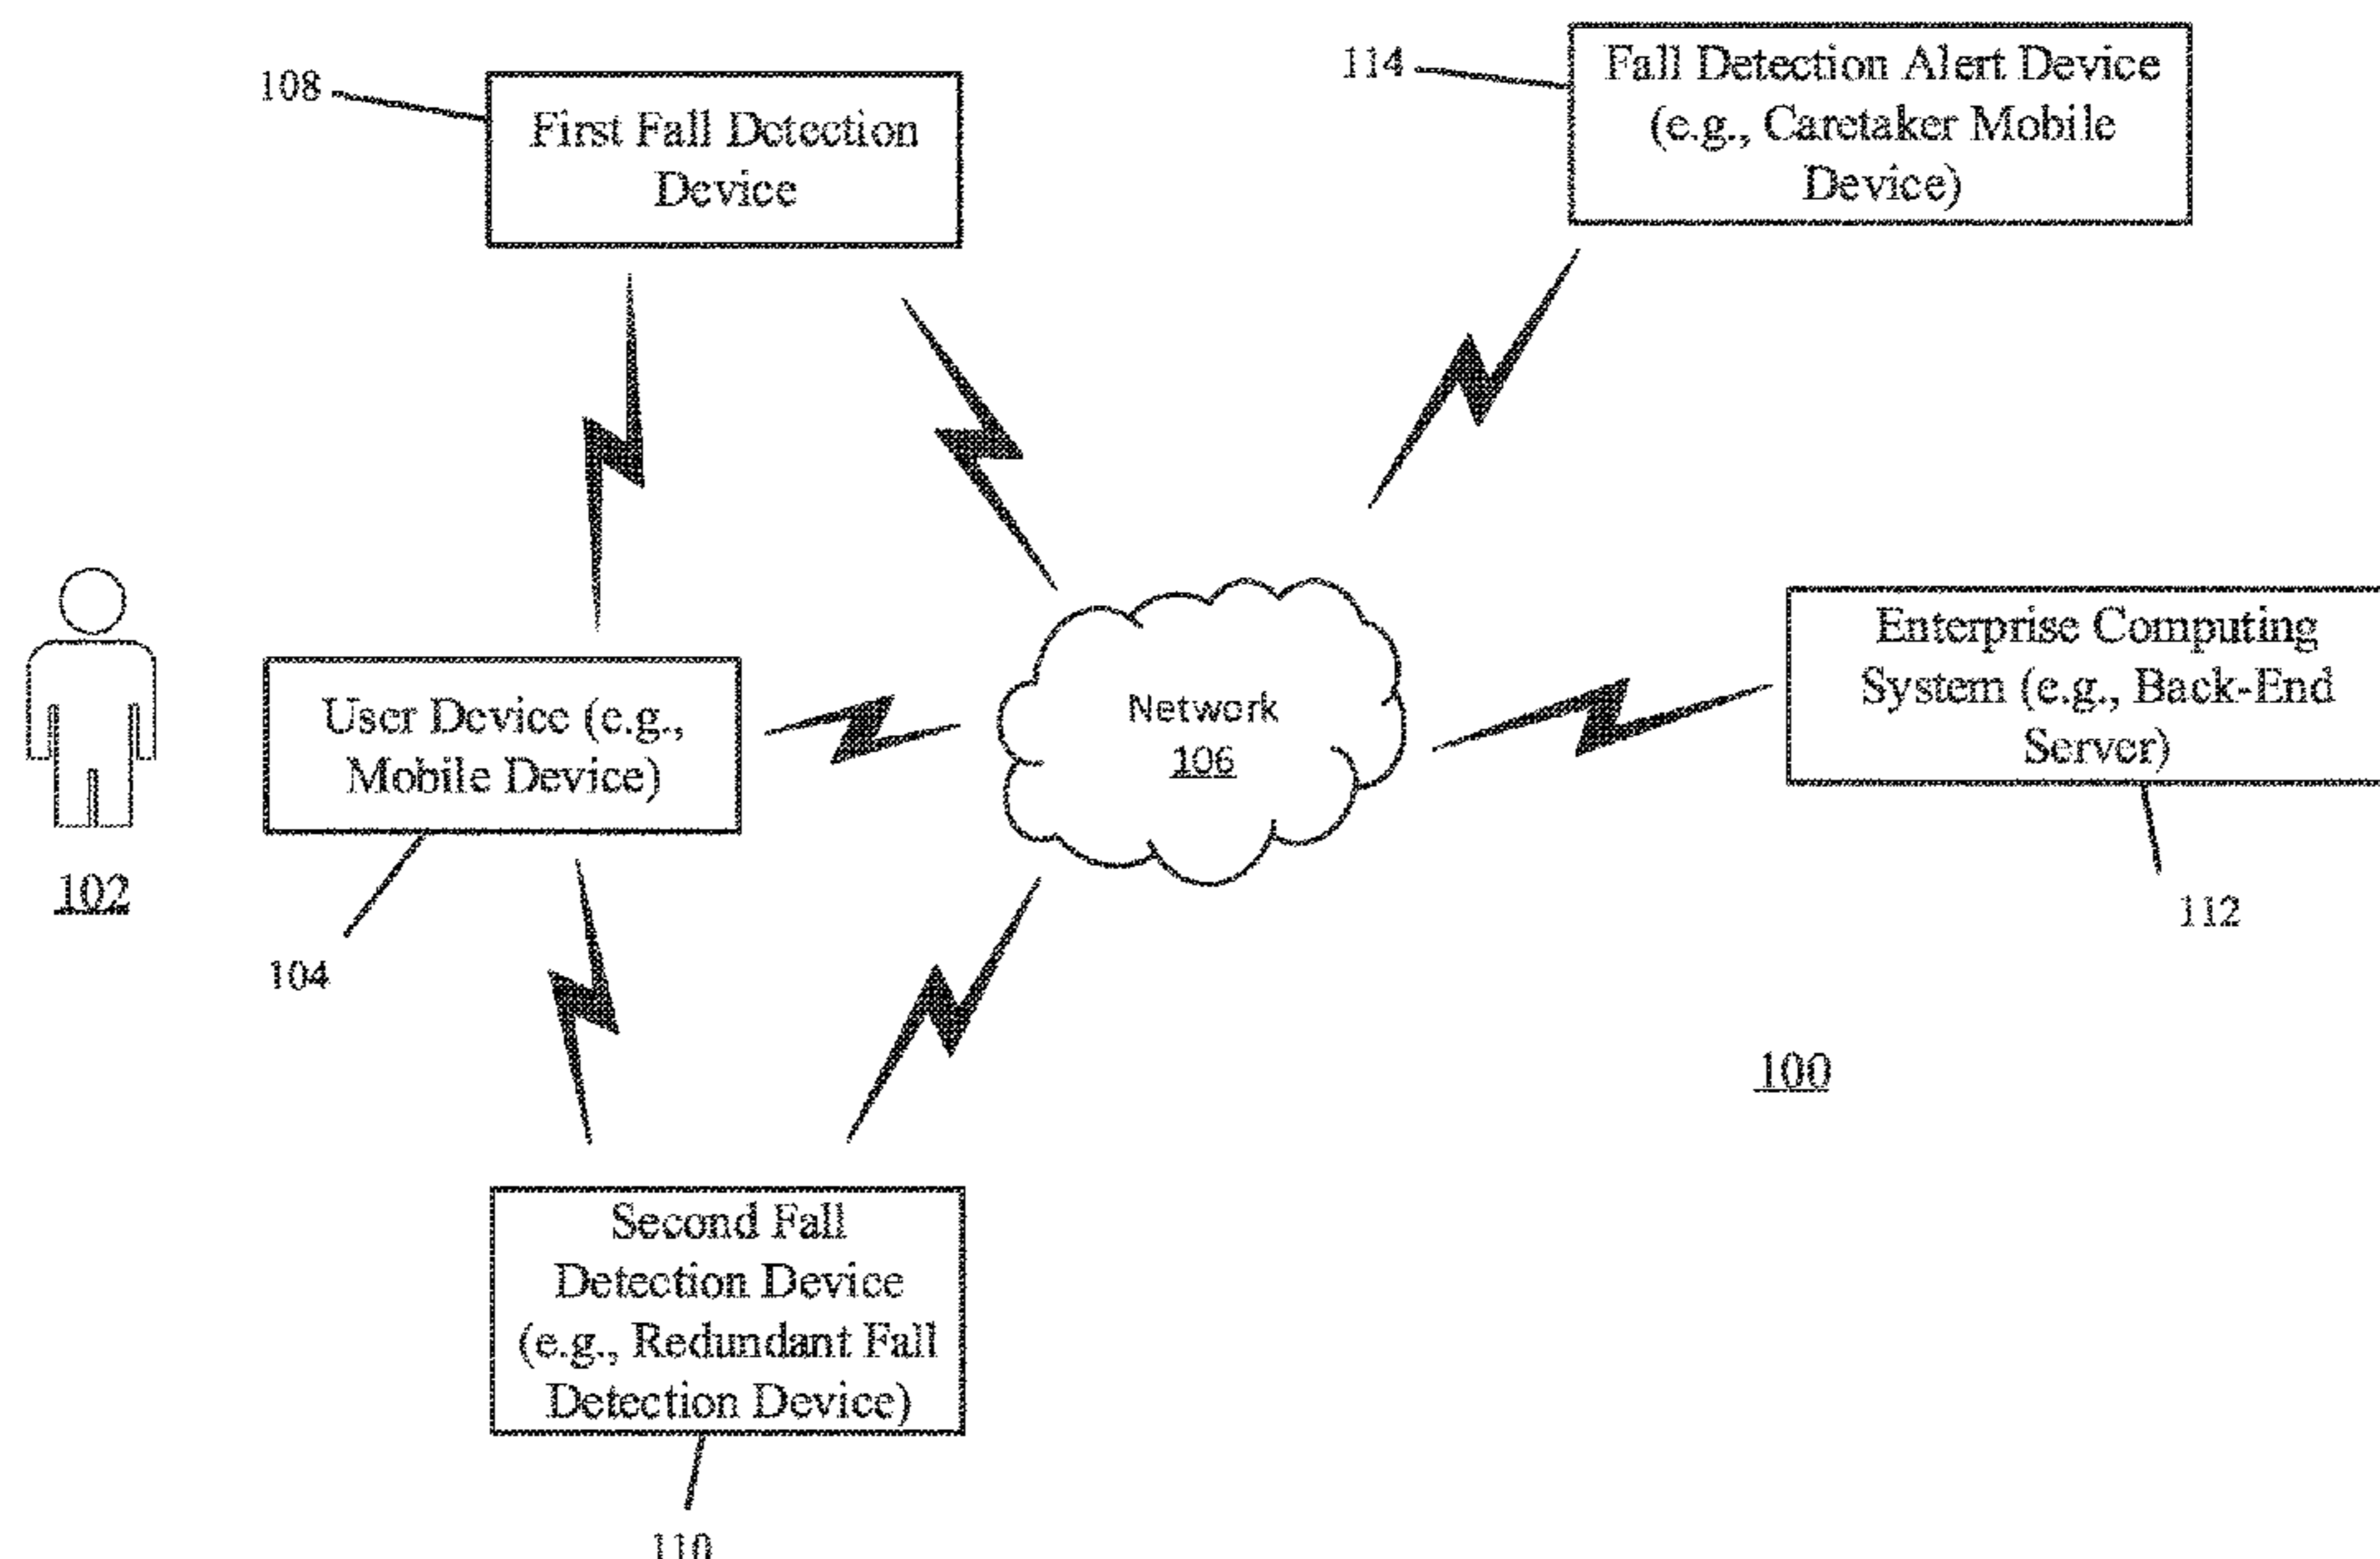 108
First Fall Detection
Device
114
Fall Detection Alert Device
(e.g., Caretaker Mobile
Device)
102
User Device (e.g.,
Mobile Device)
104
Network
106
Enterprise Computing
System (e.g., Back-End
Server)
112
100
Second Fall
Detection Device
(e.g., Redundant Fall
Detection Device)
110